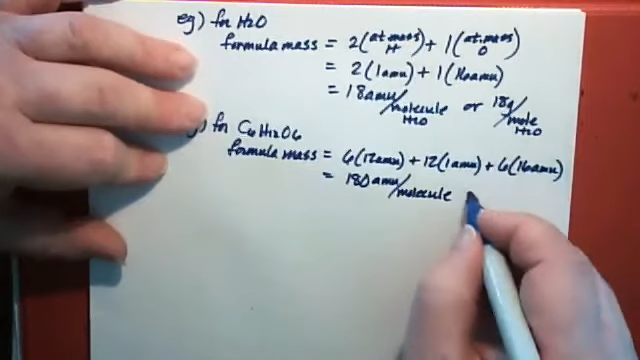 eg) for H₂O
formula mass = 2(at. mass H) + 1(at. mass O)
= 2(1amu) + 1(16amu)
= 18amu/molecule H₂O or 18g/mole H₂O
) for C₆H₁₂O₆
formula mass = 6(12amu) + 12(1amu) + 6(16amu)
= 180amu/molecule